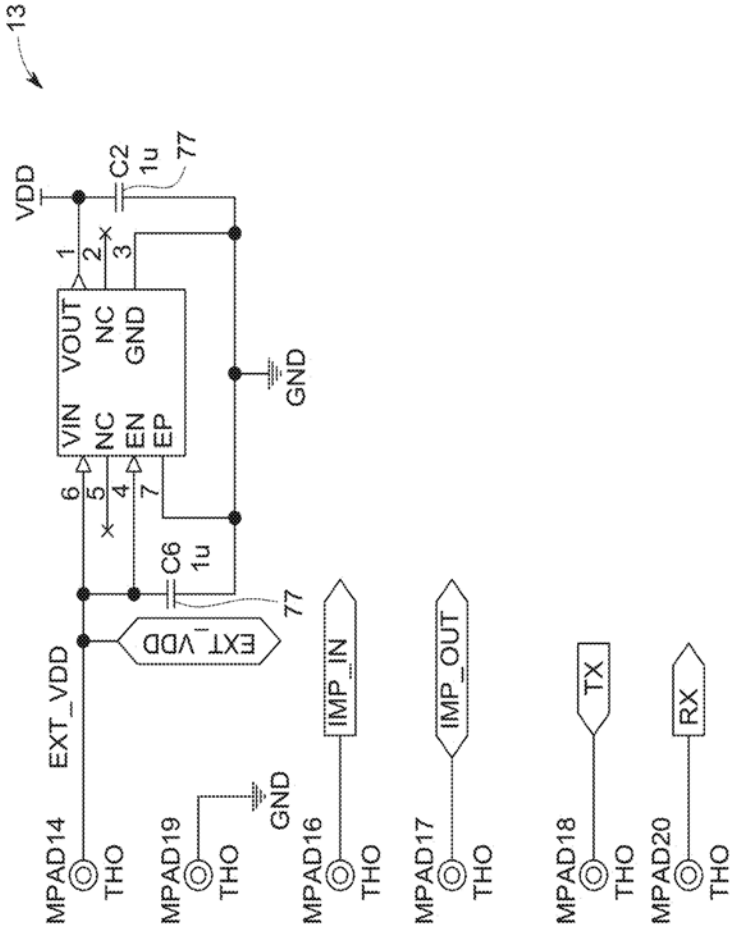 13
VDD
1
2
3
C2
1u
77
VOUT
NC
GND
VIN
NC
EN
EP
6
5
4
7
GND
C6
1u
77
EXT_VDD
EXT_VDD
MPAD14
THO
MPAD19
THO
GND
MPAD16
THO
IMP_IN
MPAD17
THO
IMP_OUT
MPAD18
THO
TX
MPAD20
THO
RX